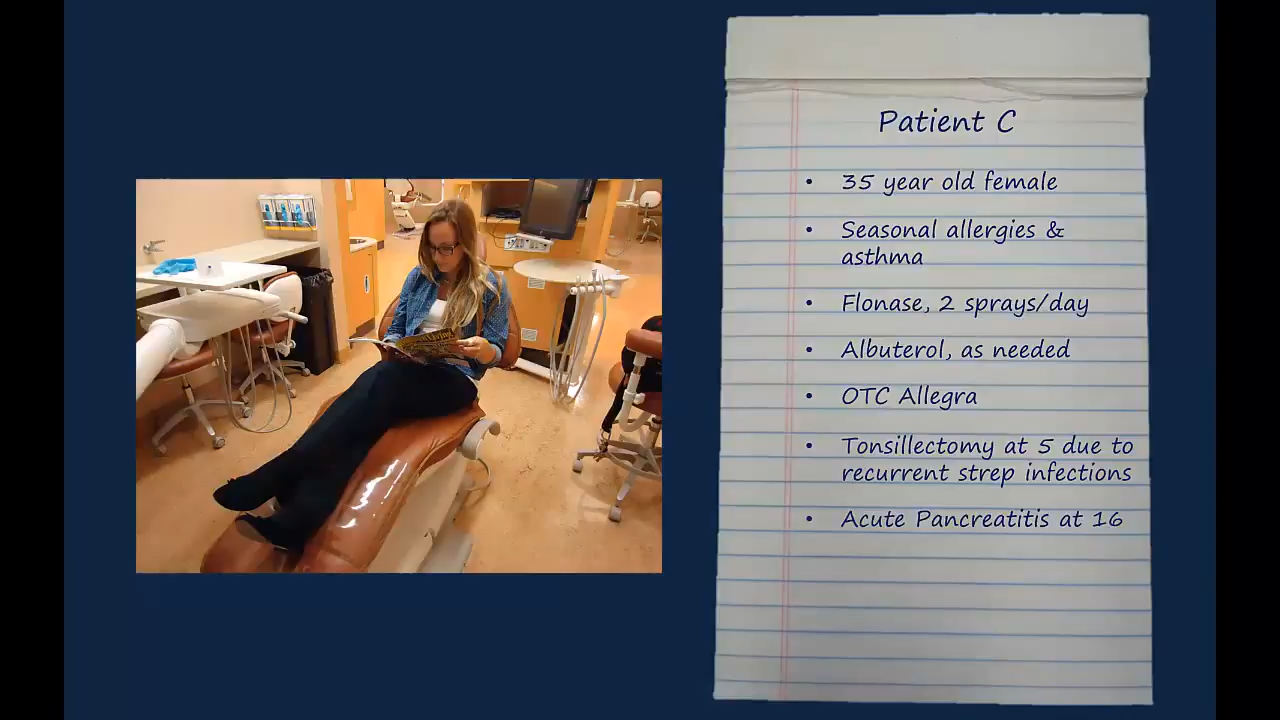 Patient C
• 35 year old female
• Seasonal allergies &
asthma
• Flonase, 2 sprays/day
• Albuterol, as needed
• OTC Allegra
• Tonsillectomy at 5 due to
recurrent strep infections
• Acute Pancreatitis at 16